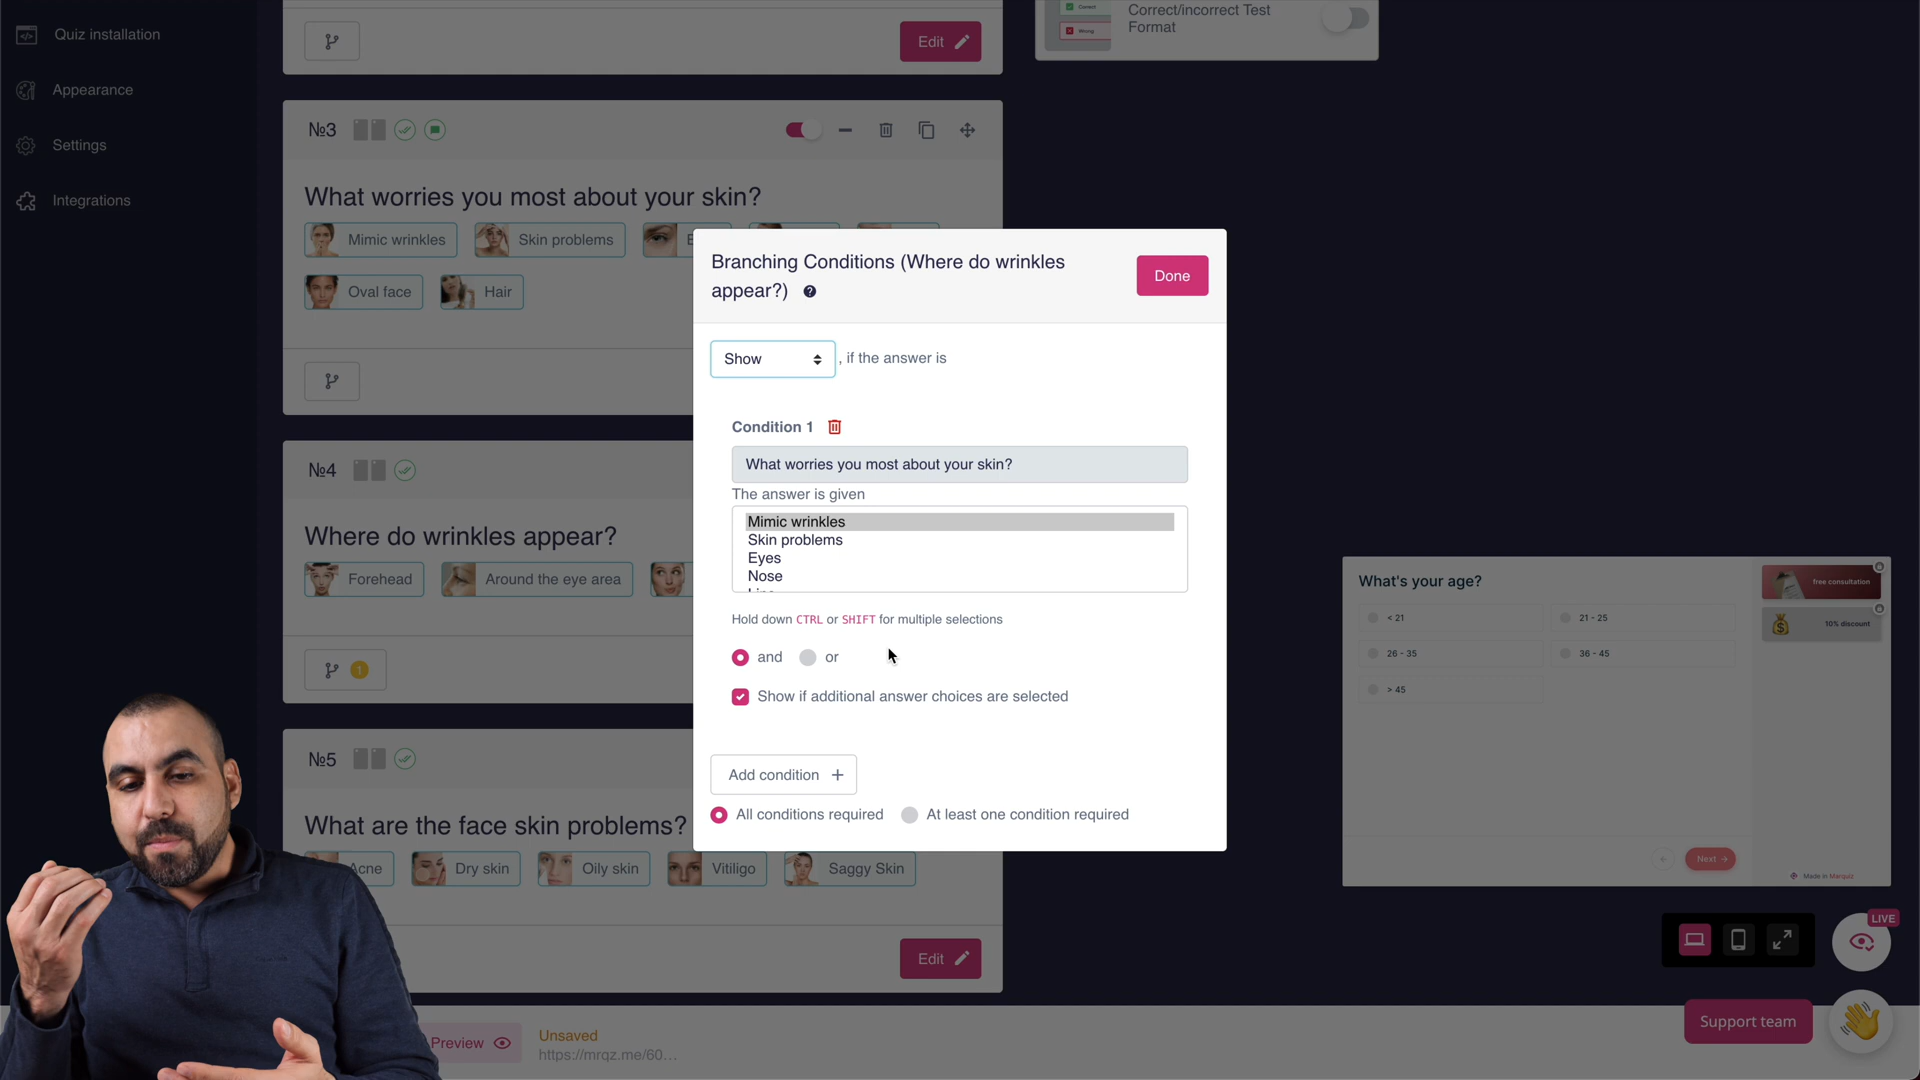 Quiz installation
Appearance
Settings
Integrations
Edit
Correct
Wrong
Correct/incorrect Test
Format
№3
What worries you most about your skin?
Mimic wrinkles
Skin problems
E
Oval face
Hair
№4
Where do wrinkles appear?
Forehead
Around the eye area
1
№5
What are the face skin problems?
Acne
Dry skin
Oily skin
Vitiligo
Saggy Skin
Edit
Preview
Unsaved
https://mrqz.me/60...
Branching Conditions (Where do wrinkles
appear?)
?
Done
Show
, if the answer is
Condition 1
What worries you most about your skin?
The answer is given
Mimic wrinkles
Skin problems
Eyes
Nose
Hold down CTRL or SHIFT for multiple selections
and
or
Show if additional answer choices are selected
Add condition +
All conditions required
At least one condition required
What's your age?
< 21
21 - 25
26 - 35
36 - 45
> 45
free consultation
10% discount
Next
Made in Marquiz
LIVE
Support team